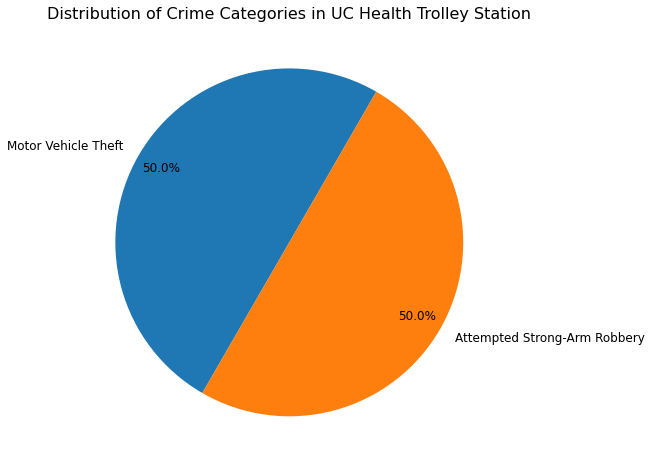 Distribution of Crime Categories in UC Health Trolley Station
Motor Vehicle Theft
50.0%
50.0%
Attempted Strong-Arm Robbery